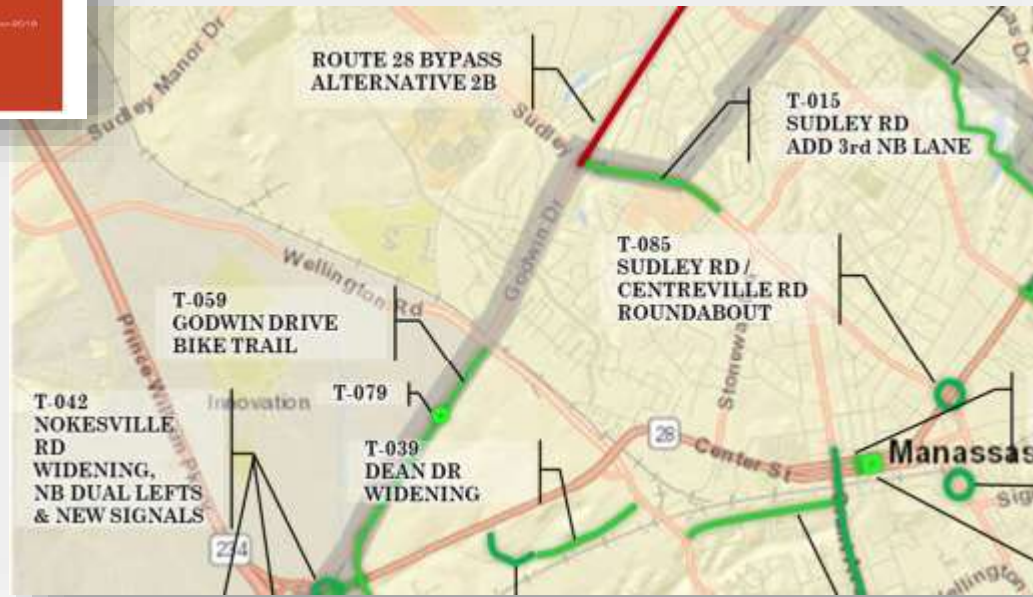 Sudley Manor Dr
ROUTE 28 BYPASS
ALTERNATIVE 2B
Sudley
T-015
SUDLEY RD
ADD 3rd NB LANE
Godwin Dr
Wellington Rd
T-085
SUDLEY RD /
CENTREVILLE RD
ROUNDABOUT
T-059
GODWIN DRIVE
BIKE TRAIL
Prince William Pkwy
Innovation
T-079
T-042
NOKESVILLE
RD
WIDENING,
NB DUAL LEFTS
& NEW SIGNALS
T-039
DEAN DR
WIDENING
28
Center St
Manassas
234